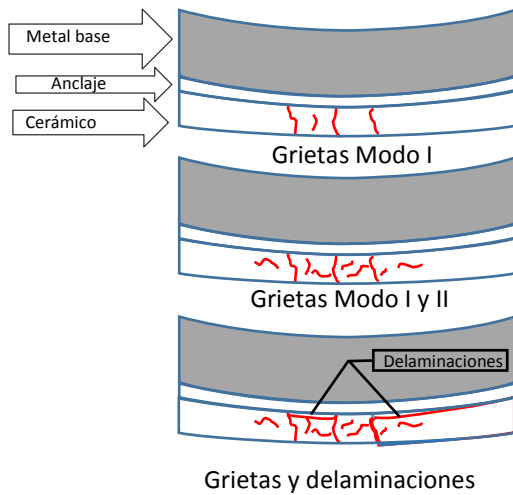 Metal base
Anclaje
Cerámico
Grietas Modo I
Grietas Modo I y II
Delaminaciones
Grietas y delaminaciones